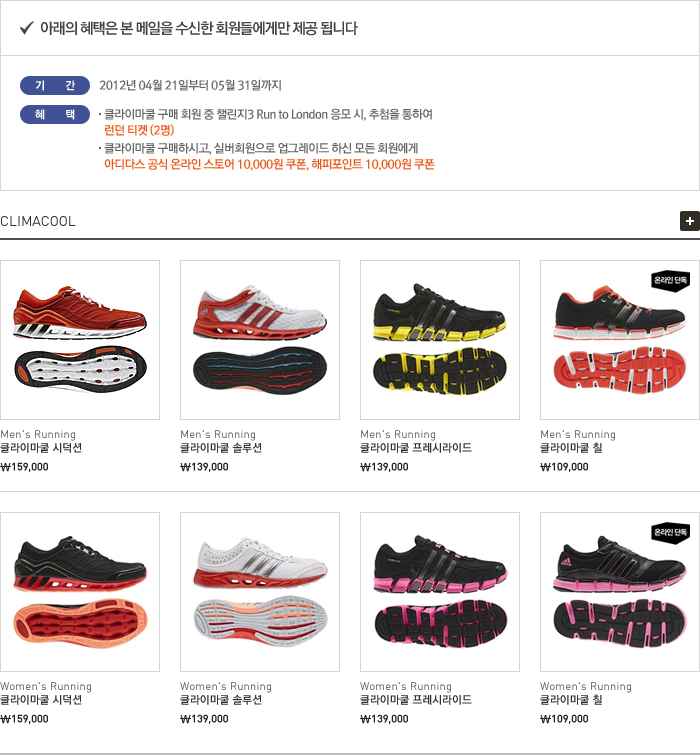 아래의 혜택은 본 메일을 수신한 회원들에게만 제공 됩니다
기 간 2012년 04월 21일부터 05월 31일까지
혜 택 · 클라이마쿨 구매 회원 중 챌린지3 Run to London 응모 시, 추첨을 통하여
런던 티켓 (2명)
· 클라이마쿨 구매하시고, 실버회원으로 업그레이드 하신 모든 회원에게
아디다스 공식 온라인 스토어 10,000원 쿠폰, 해피포인트 10,000원 쿠폰
CLIMACOOL
온라인 단독
Men's Running Men's Running Men's Running Men's Running
클라이마쿨 시덕션 클라이마쿨 솔루션 클라이마쿨 프레시라이드 클라이마쿨 칠
₩159,000 ₩139,000 ₩139,000 ₩109,000
온라인 단독
Women's Running Women's Running Women's Running Women's Running
클라이마쿨 시덕션 클라이마쿨 솔루션 클라이마쿨 프레시라이드 클라이마쿨 칠
₩159,000 ₩139,000 ₩139,000 ₩109,000